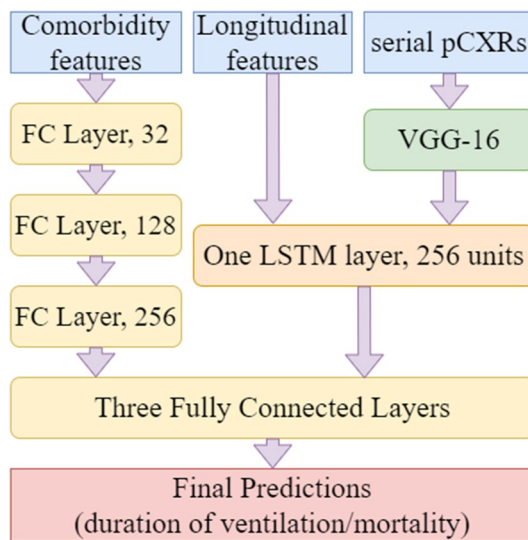 Comorbidity
features
Longitudinal
features
serial pCXRs
FC Layer, 32
VGG-16
FC Layer, 128
One LSTM layer, 256 units
FC Layer, 256
Three Fully Connected Layers
Final Predictions
(duration of ventilation/mortality)